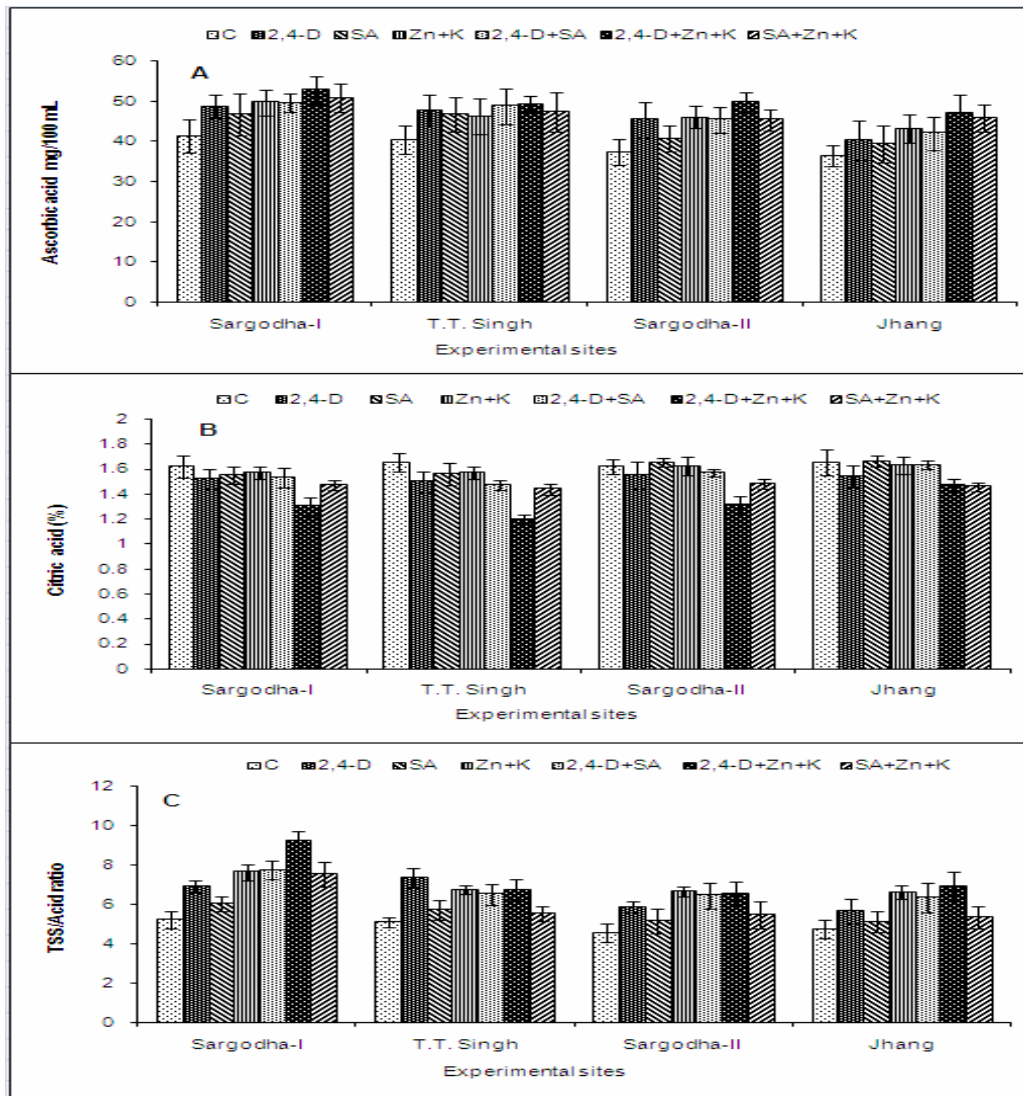 C 2,4-D SA Zn+K 2,4-D+SA 2,4-D+Zn+K SA+Zn+K
A
Ascorbic acid mg/100 mL
60
50
40
30
20
10
0
Sargodha-I T.T. Singh Sargodha-II Jhang
Experimental sites
C 2,4-D SA Zn+K 2,4-D+SA 2,4-D+Zn+K SA+Zn+K
B
Citric acid (%)
2
1.8
1.6
1.4
1.2
1
0.8
0.6
0.4
0.2
0
Sargodha-I T.T. Singh Sargodha-II Jhang
Experimental sites
C 2,4-D SA Zn+K 2,4-D+SA 2,4-D+Zn+K SA+Zn+K
C
TSS/Acid ratio
12
10
8
6
4
2
0
Sargodha-I T.T. Singh Sargodha-II Jhang
Experimental sites